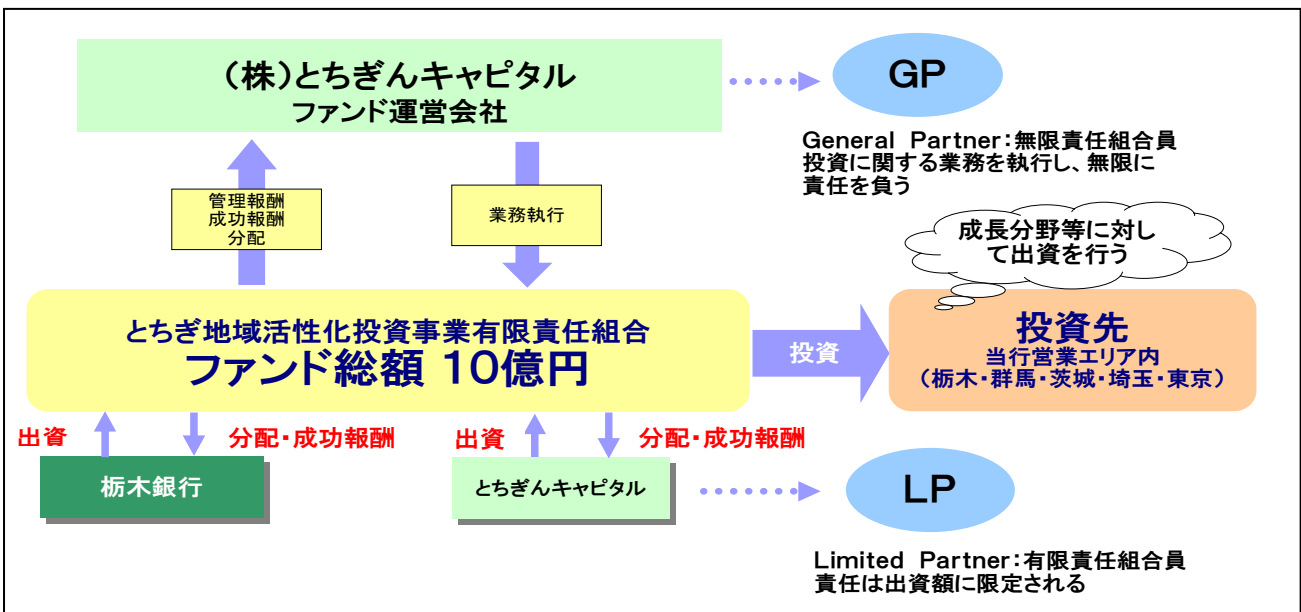 (株)とちぎんキャピタル
ファンド運営会社
GP
General Partner:無限責任組合員
投資に関する業務を執行し、無限に
責任を負う
管理報酬
成功報酬
分配
業務執行
成長分野等に対し
て出資を行う
とちぎ地域活性化投資事業有限責任組合
ファンド総額 10億円
投資
投資先
当行営業エリア内
(栃木・群馬・茨城・埼玉・東京)
出資
分配・成功報酬
出資
分配・成功報酬
栃木銀行
とちぎんキャピタル
LP
Limited Partner:有限責任組合員
責任は出資額に限定される